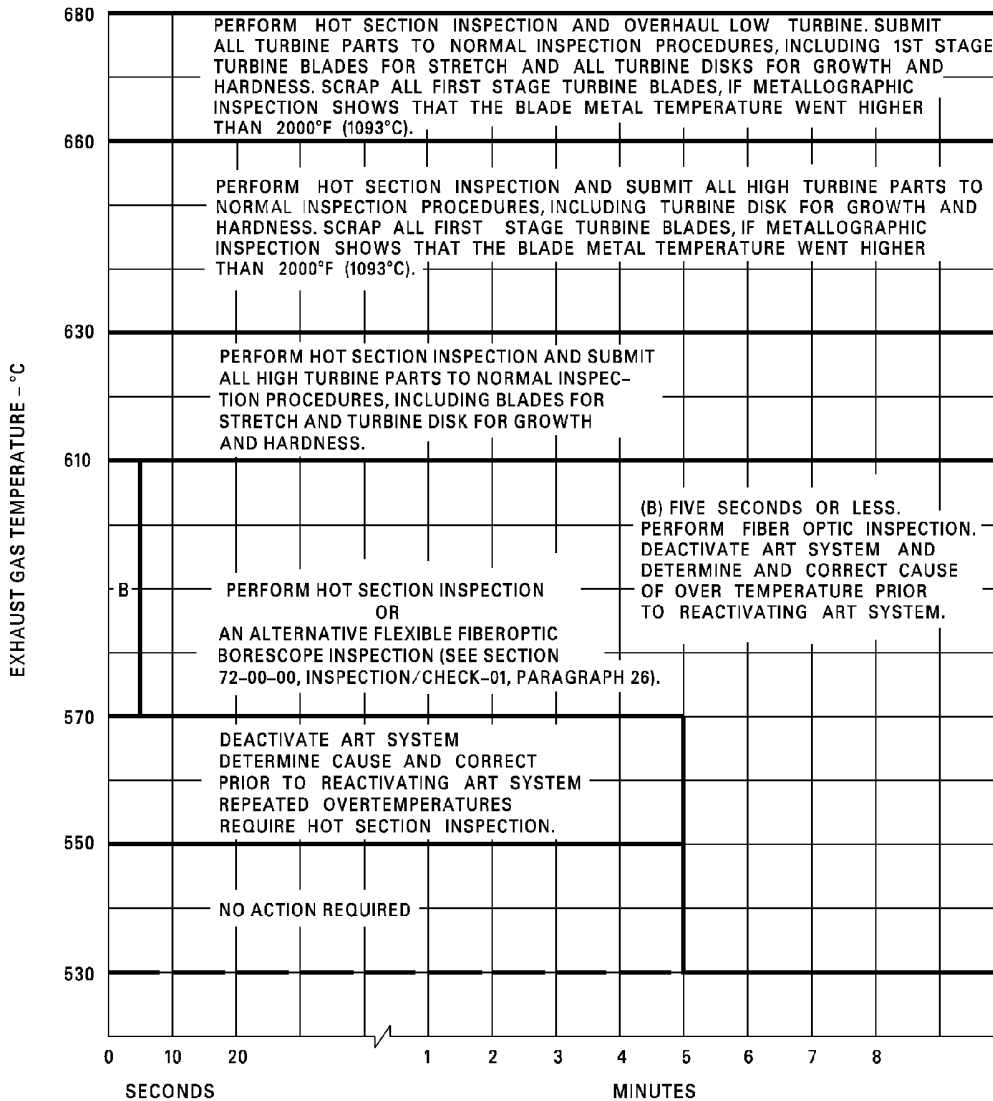 680
PERFORM HOT SECTION INSPECTION AND OVERHAUL LOW TURBINE. SUBMIT
ALL TURBINE PARTS TO NORMAL INSPECTION PROCEDURES, INCLUDING 1ST STAGE
TURBINE BLADES FOR STRETCH AND ALL TURBINE DISKS FOR GROWTH AND
HARDNESS. SCRAP ALL FIRST STAGE TURBINE BLADES, IF METALLOGRAPHIC
INSPECTION SHOWS THAT THE BLADE METAL TEMPERATURE WENT HIGHER
THAN 2000°F (1093°C).
660
PERFORM HOT SECTION INSPECTION AND SUBMIT ALL HIGH TURBINE PARTS TO
NORMAL INSPECTION PROCEDURES, INCLUDING TURBINE DISK FOR GROWTH AND
HARDNESS. SCRAP ALL FIRST STAGE TURBINE BLADES, IF METALLOGRAPHIC
INSPECTION SHOWS THAT THE BLADE METAL TEMPERATURE WENT HIGHER
THAN 2000°F (1093°C).
630
PERFORM HOT SECTION INSPECTION AND SUBMIT
ALL HIGH TURBINE PARTS TO NORMAL INSPEC–
TION PROCEDURES, INCLUDING BLADES FOR
STRETCH AND TURBINE DISK FOR GROWTH
AND HARDNESS.
EXHAUST GAS TEMPERATURE – °C
610
(B) FIVE SECONDS OR LESS.
PERFORM FIBER OPTIC INSPECTION.
DEACTIVATE ART SYSTEM AND
DETERMINE AND CORRECT CAUSE
OF OVER TEMPERATURE PRIOR
TO REACTIVATING ART SYSTEM.
B
PERFORM HOT SECTION INSPECTION
OR
AN ALTERNATIVE FLEXIBLE FIBEROPTIC
BORESCOPE INSPECTION (SEE SECTION
72–00–00, INSPECTION/CHECK–01, PARAGRAPH 26).
570
DEACTIVATE ART SYSTEM
DETERMINE CAUSE AND CORRECT
PRIOR TO REACTIVATING ART SYSTEM
REPEATED OVERTEMPERATURES
REQUIRE HOT SECTION INSPECTION.
550
NO ACTION REQUIRED
530
0 10 20 1 2 3 4 5 6 7 8
SECONDS MINUTES